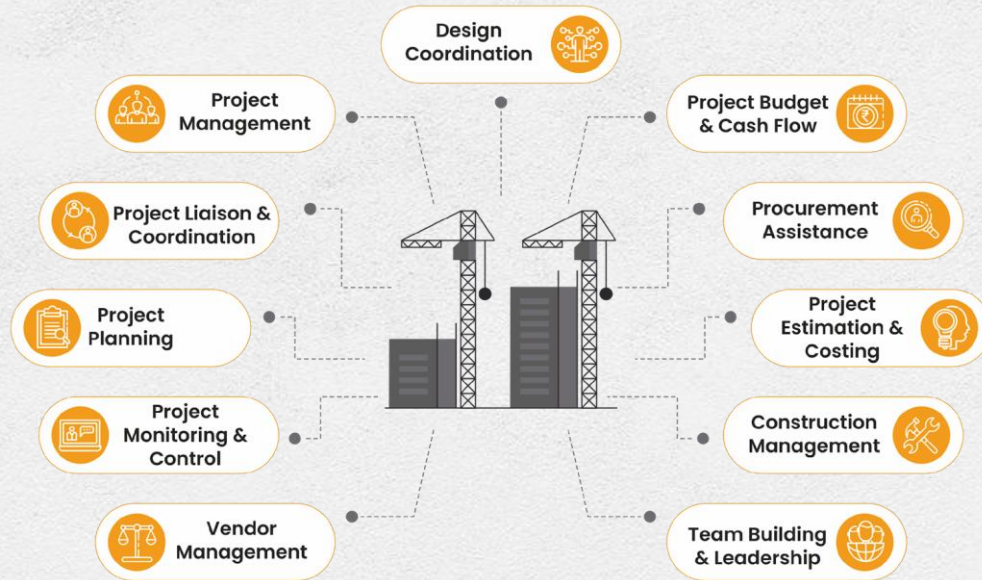 Design
Coordination
Project
Management
Project Budget
& Cash Flow
Project Liaison &
Coordination
Procurement
Assistance
Project
Planning
Project
Estimation &
Costing
Project
Monitoring &
Control
Construction
Management
Vendor
Management
Team Building
& Leadership